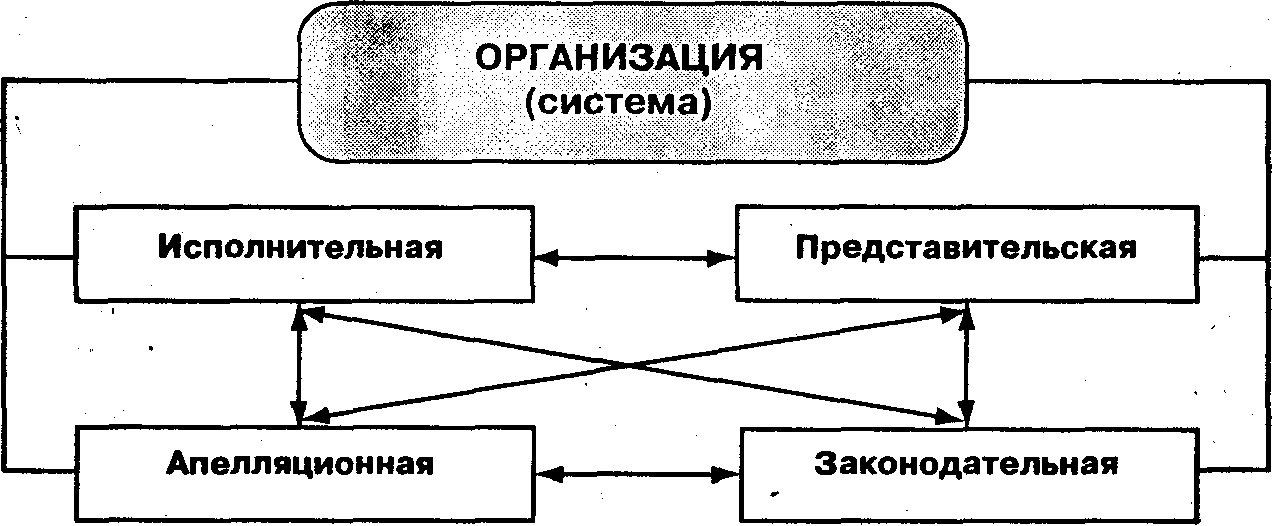 ОРГАНИЗАЦИЯ
(система)
Исполнительная
Представительская
Апелляционная
Законодательная